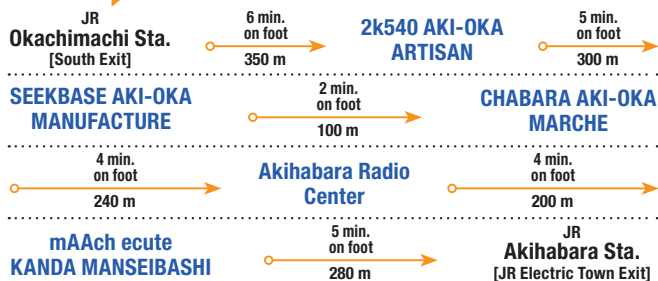 JR
Okachimachi Sta.
[South Exit]
6 min.
on foot
350 m
2k540 AKI-OKA
ARTISAN
5 min.
on foot
300 m
SEEKBASE AKI-OKA
MANUFACTURE
2 min.
on foot
100 m
CHABARA AKI-OKA
MARCHE
4 min.
on foot
240 m
Akihabara Radio
Center
4 min.
on foot
200 m
mAAch ecute
KANDA MANSEIBASHI
5 min.
on foot
280 m
JR
Akihabara Sta.
[JR Electric Town Exit]